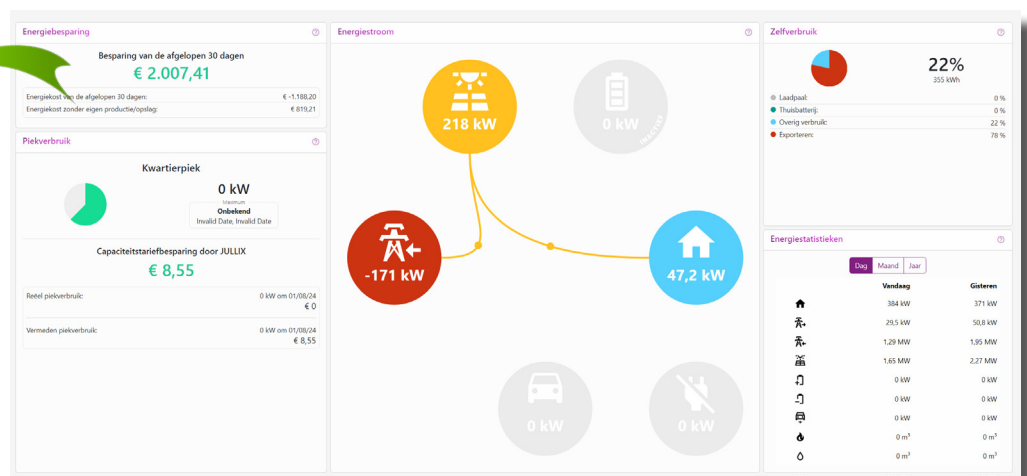 Energiebesparing
Besparing van de afgelopen 30 dagen
€ 2.007,41
Energiekost van de afgelopen 30 dagen: € -1.188,20
Energiekost zonder eigen productie/opslag: € 819,21
Piekverbruik
Kwartierpiek
0 kW
Maximum
Onbekend
Invalid Date, Invalid Date
Capaciteitstariefbesparing door JULLIX
€ 8,55
Reëel piekverbruik: 0 kW om 01/08/24
€ 0
Vermeden piekverbruik: 0 kW om 01/08/24
€ 8,55
Energiestroom
218 kW
0 kW
INACTIEF
-171 kW
47,2 kW
0 kW
0 kW
Zelfverbruik
22%
355 kWh
Laadpaal: 0 %
Thuisbatterij: 0 %
Overig verbruik: 22 %
Exporteren: 78 %
Energiestatistieken
Dag Maand Jaar
Vandaag Gisteren
384 kW 371 kW
29,5 kW 50,8 kW
1,29 MW 1,95 MW
1,65 MW 2,27 MW
0 kW 0 kW
0 kW 0 kW
0 kW 0 kW
0 m³ 0 m³
0 m³ 0 m³